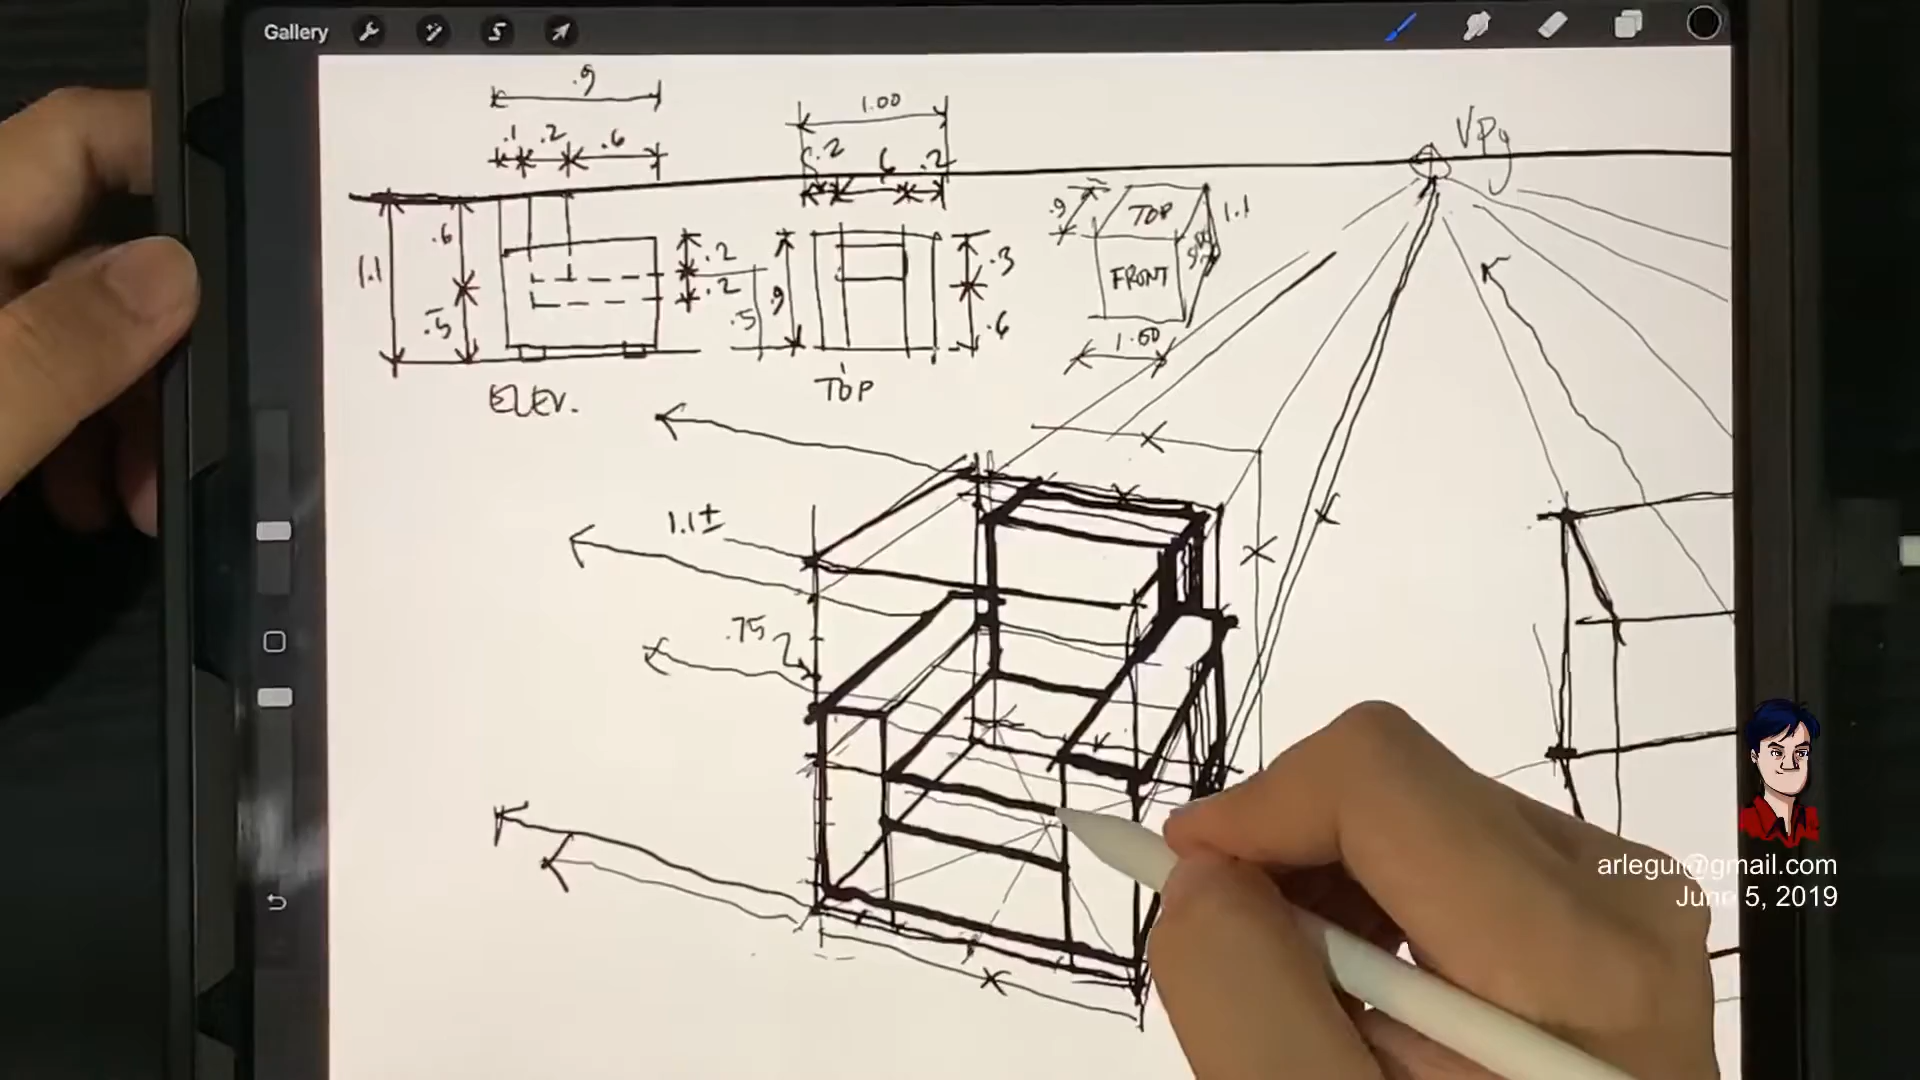 Gallery
.9
.1 .2 .6
1.1
.6
.5
.2
.2
ELEV.
1.00
.2 6 .2
.5
.9
.3
.6
TOP
.9
TOP
1.1
FRONT
1.00
VPg
1.1±
.75
arlegui@gmail.com
June 5, 2019